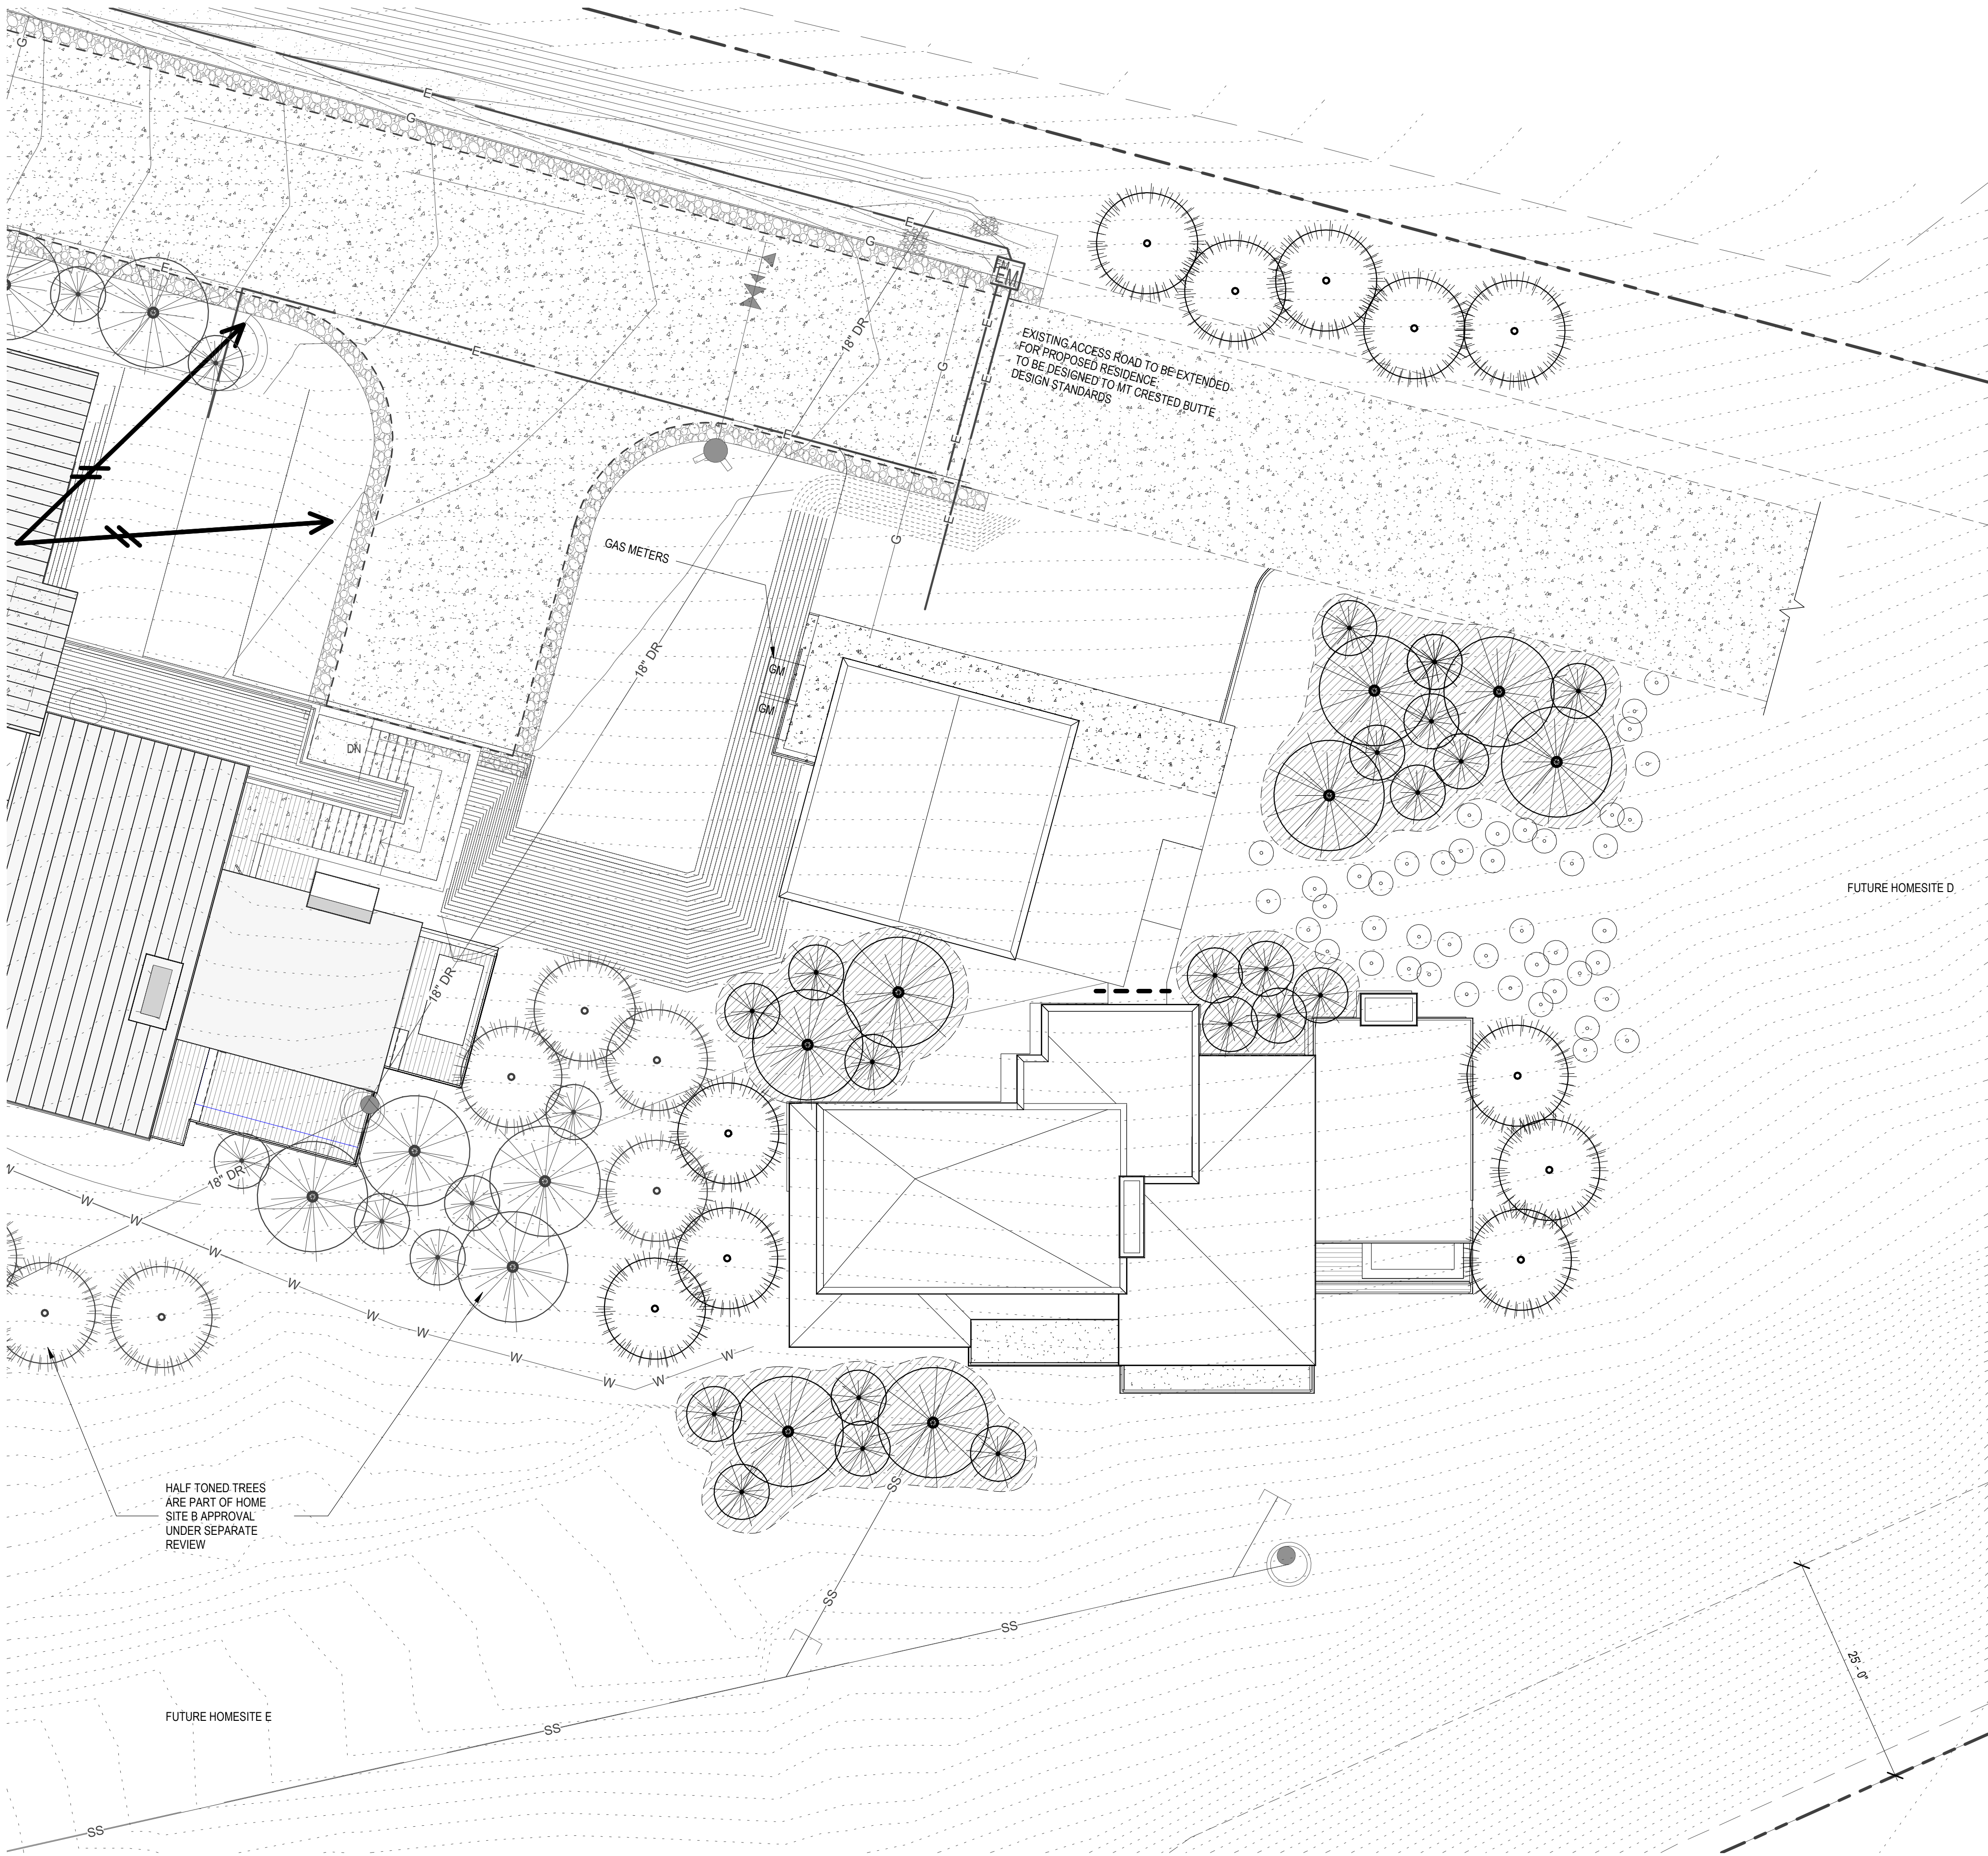 G
E
G
E
G
E
EM
EM
E
E
18" DR
G
E
E
EXISTING ACCESS ROAD TO BE EXTENDED
FOR PROPOSED RESIDENCE.
TO BE DESIGNED TO MT CRESTED BUTTE
DESIGN STANDARDS
E
E
E
G
GAS METERS
18" DR
GM
GM
DN
FUTURE HOMESITE D
18" DR
18" DR
W
W
W
W
W
W
W
W
W
W
W
SS
HALF TONED TREES
ARE PART OF HOME
SITE B APPROVAL
UNDER SEPARATE
REVIEW
SS
SS
25' - 0"
FUTURE HOMESITE E
SS
SS